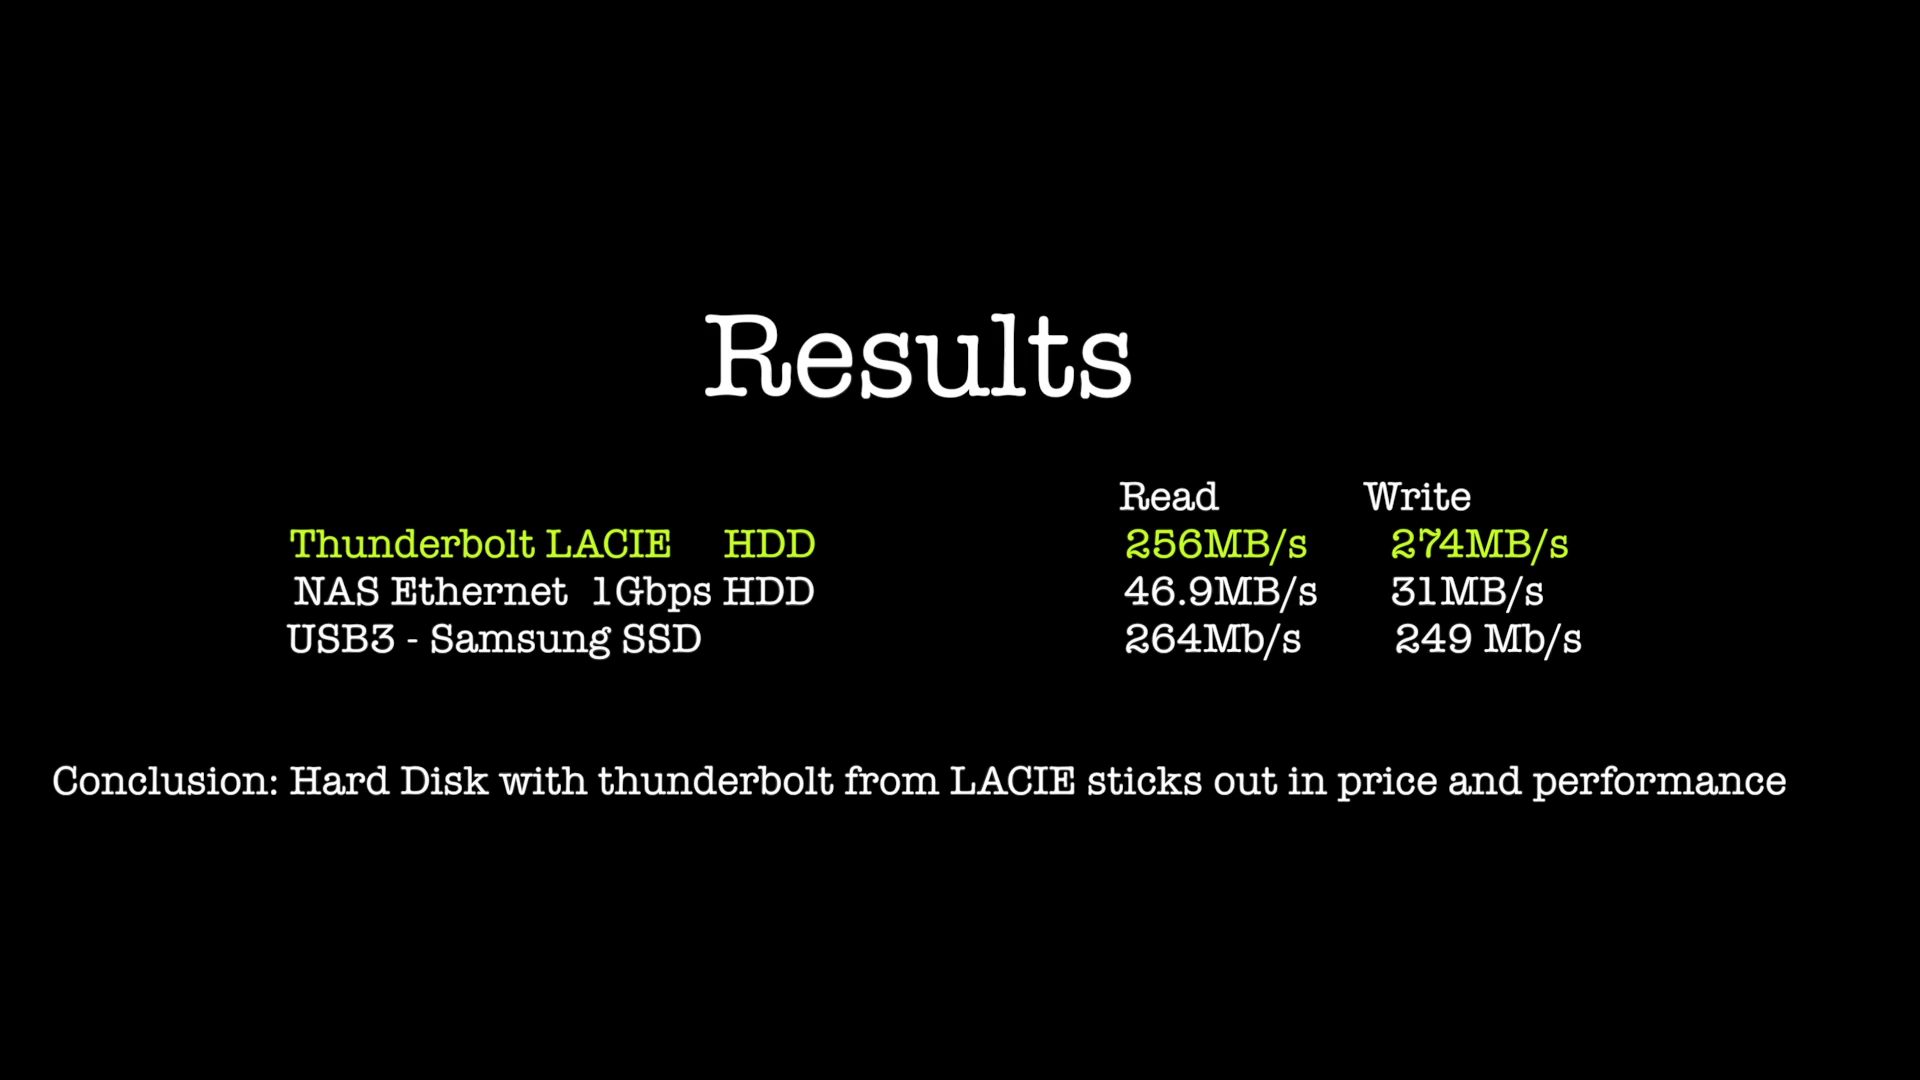 Results
Read Write
Thunderbolt LACIE HDD 256MB/s 274MB/s
NAS Ethernet 1Gbps HDD 46.9MB/s 31MB/s
USB3 - Samsung SSD 264Mb/s 249 Mb/s
Conclusion: Hard Disk with thunderbolt from LACIE sticks out in price and performance